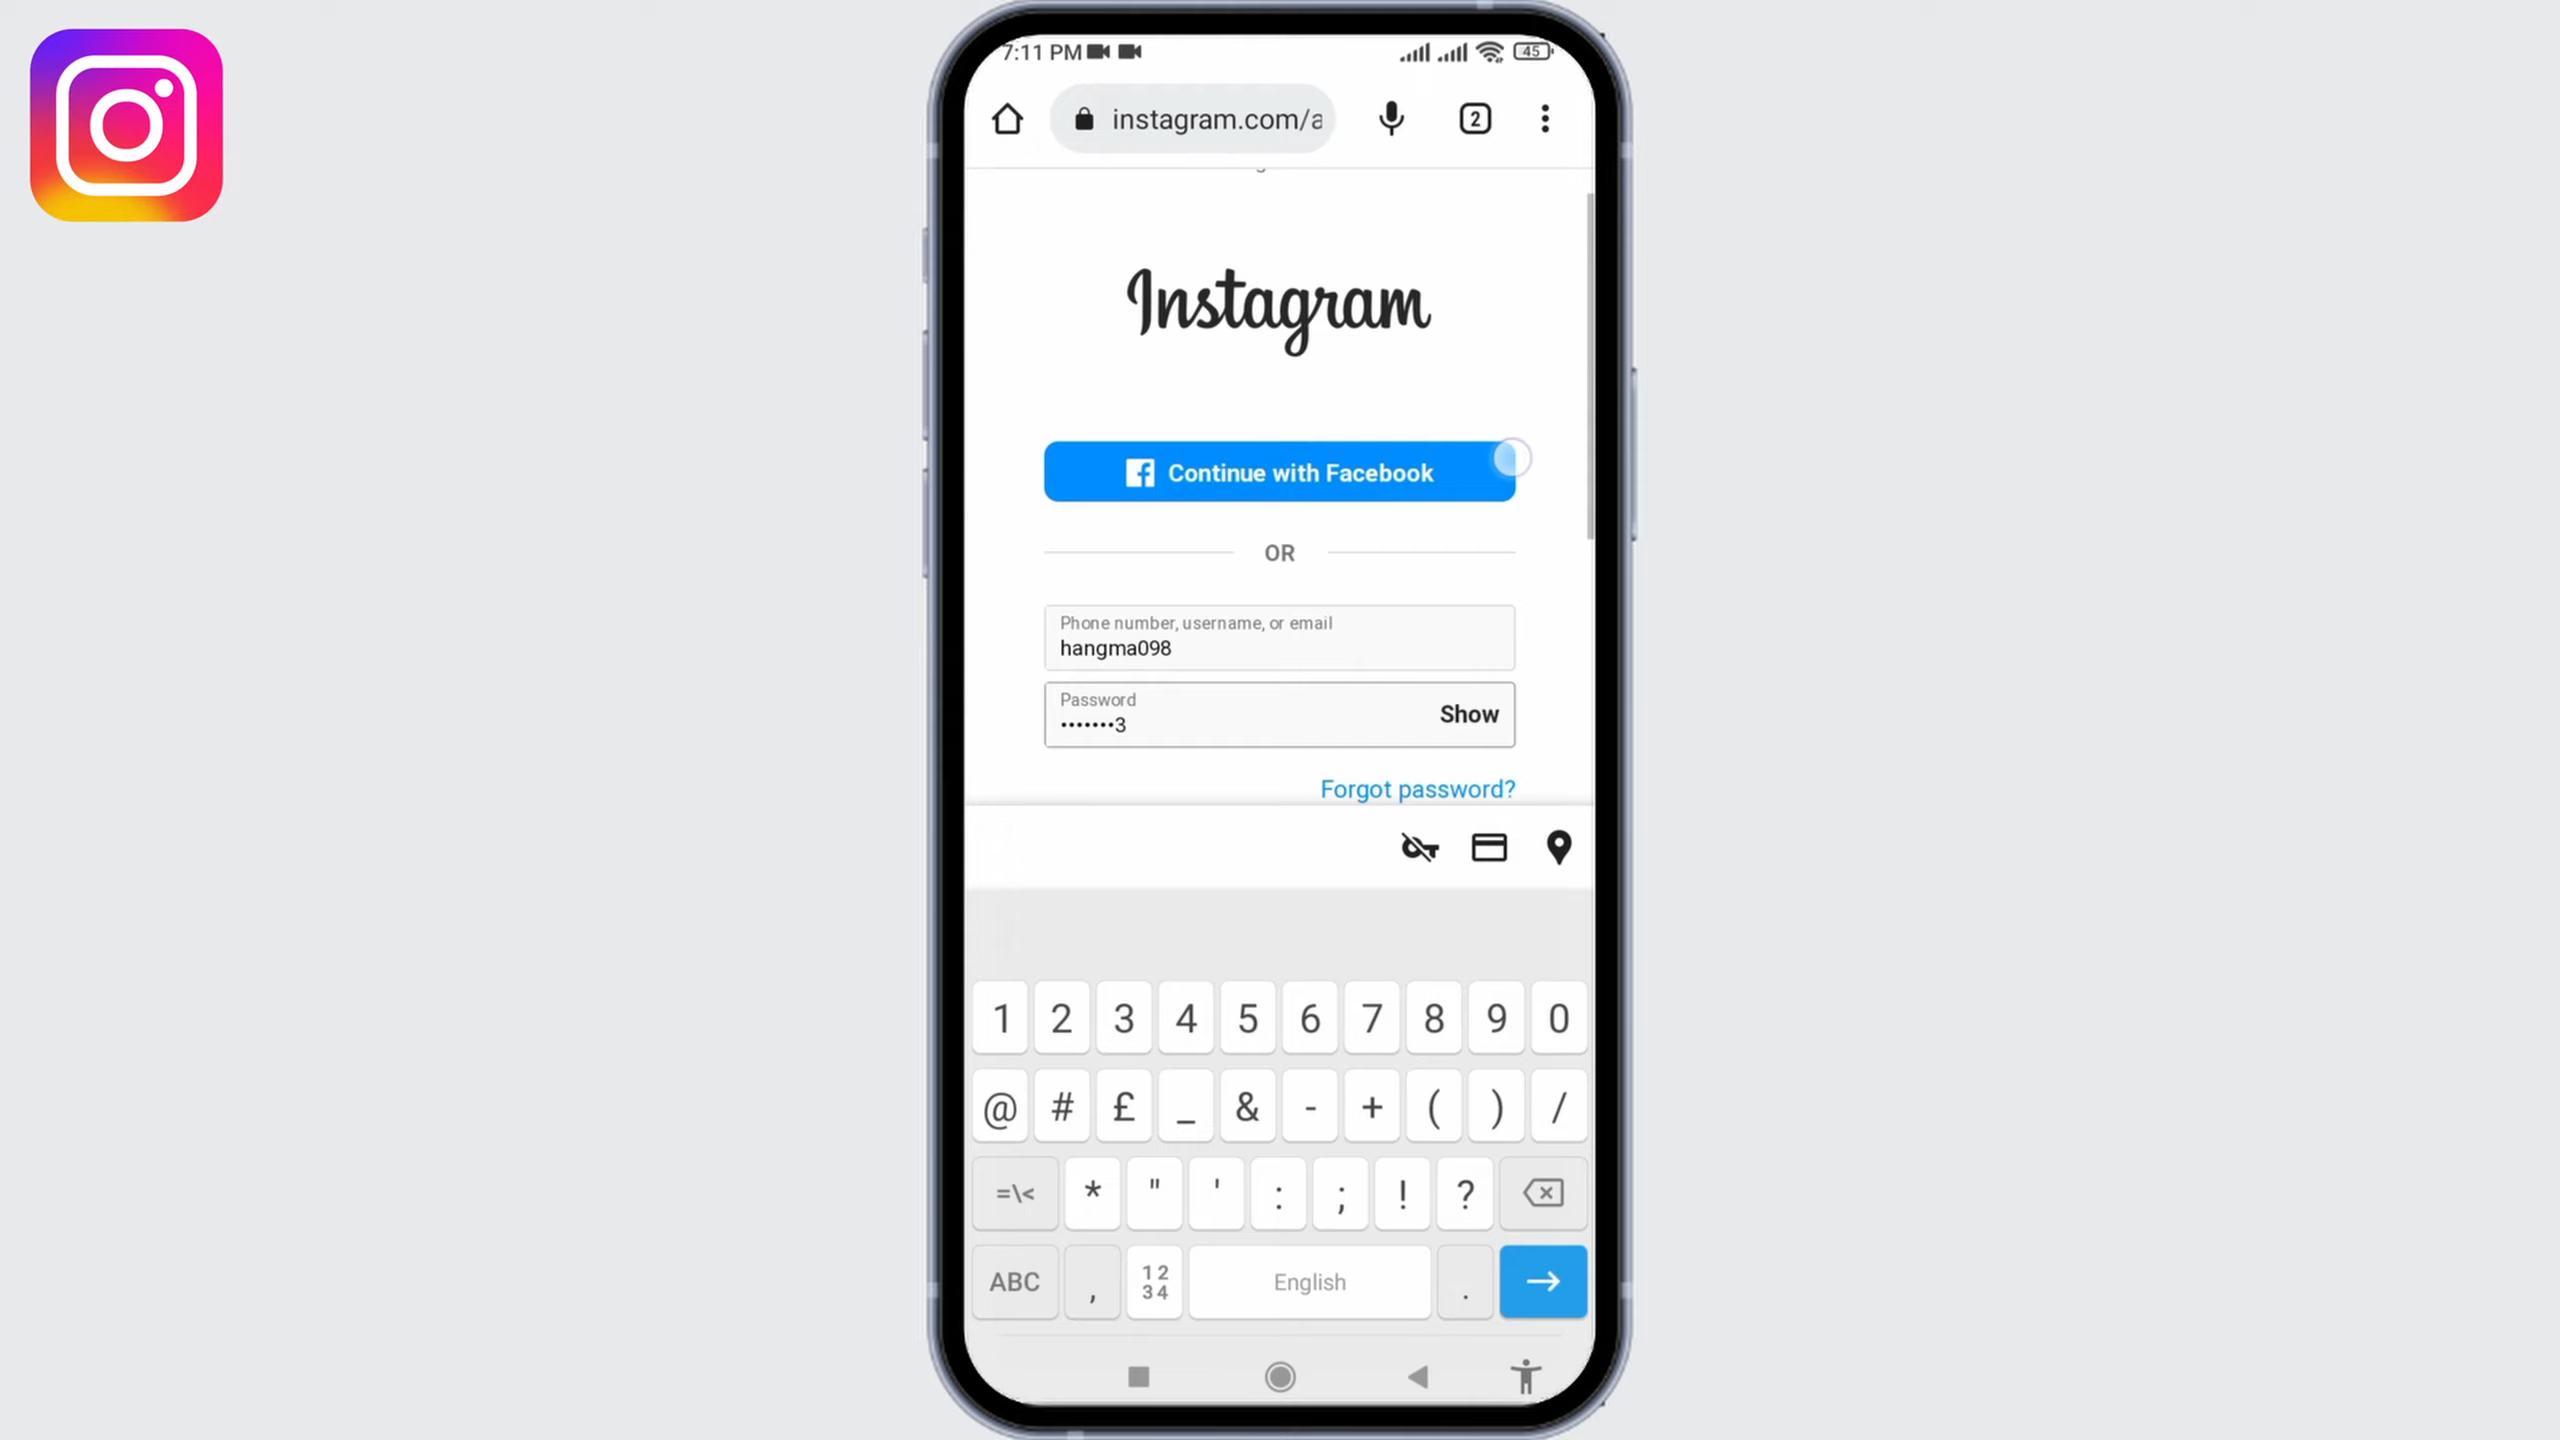 7:11 PM 45
instagram.com/a 2
Instagram
Continue with Facebook
OR
Phone number, username, or email
hangma098
Password
•••••••3 Show
Forgot password?
1 2 3 4 5 6 7 8 9 0
@ # £ _ & - + ( ) /
=\< * " ' : ; ! ?
ABC , 12 34 English .